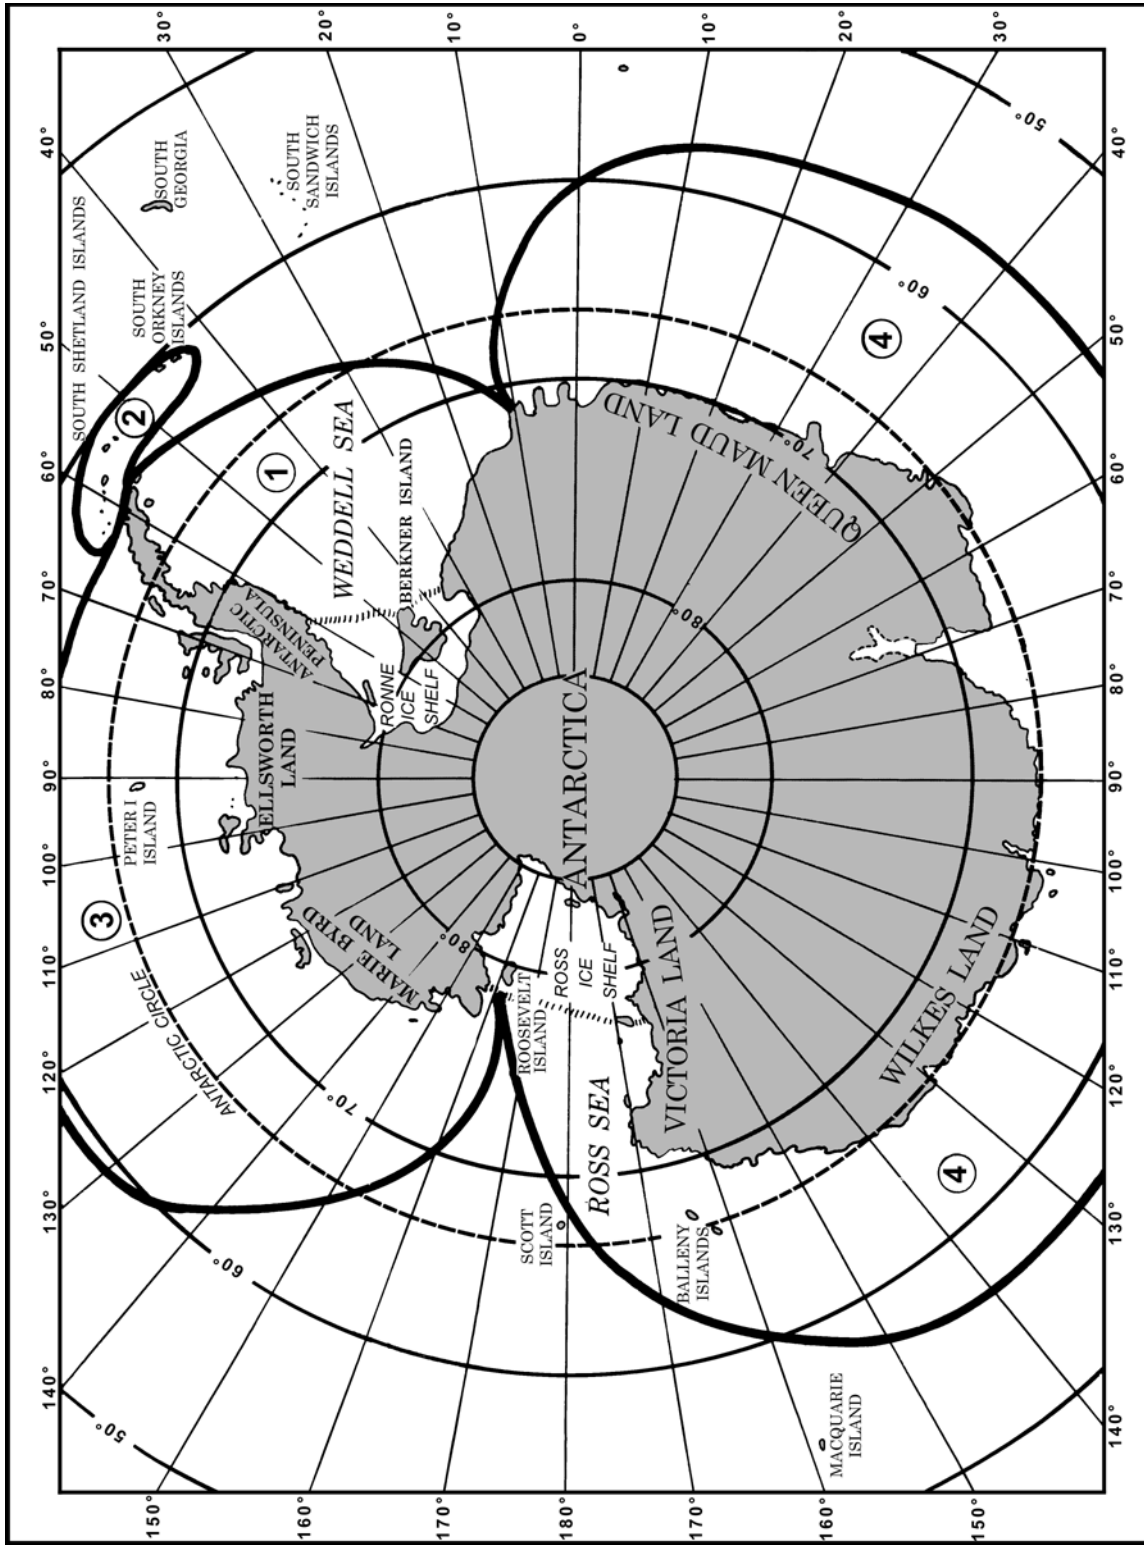 30°
20°
10°
0°
10°
20°
30°
40°
50°
60°
70°
80°
90°
100°
110°
120°
130°
140°
150°
160°
170°
180°
170°
160°
150°
140°
130°
120°
110°
100°
90°
80°
70°
60°
50°
40°
SOUTH SHETLAND ISLANDS
SOUTH
ORKNEY
ISLANDS
SOUTH
GEORGIA
SOUTH
SANDWICH
ISLANDS
50°
60°
70°
80°
2
1
4
WEDDELL SEA
BERKNER ISLAND
ANTARCTIC
PENINSULA
RONNE
ICE
SHELF
QUEEN MAUD LAND
ELLSWORTH
LAND
ANTARCTICA
PETER I
ISLAND
3
ANTARCTIC CIRCLE
MARIE BYRD
LAND
80°
70°
60°
50°
ROOSEVELT
ISLAND
ROSS
ICE
SHELF
VICTORIA LAND
WILKES LAND
ROSS SEA
4
SCOTT
ISLAND
BALLENY
ISLANDS
MACQUARIE
ISLAND